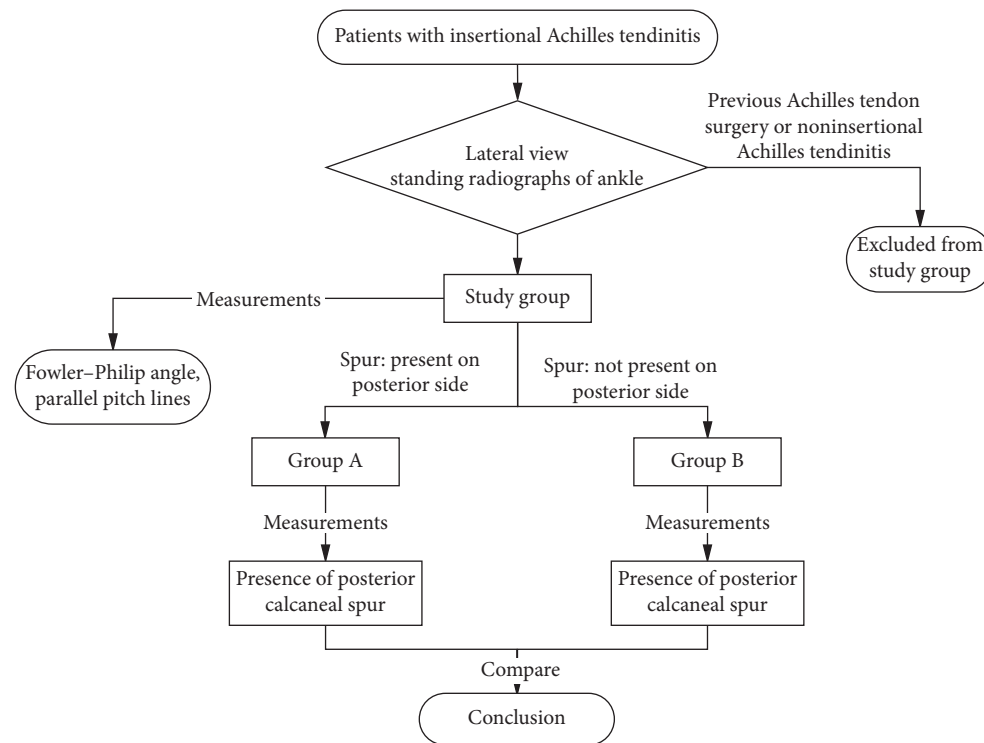 Patients with insertional Achilles tendinitis
Previous Achilles tendon
surgery or noninsertional
Achilles tendinitis
Lateral view
standing radiographs of ankle
Excluded from
study group
Measurements
Study group
Fowler–Philip angle,
parallel pitch lines
Spur: present on
posterior side
Spur: not present on
posterior side
Group A
Group B
Measurements
Measurements
Presence of posterior
calcaneal spur
Presence of posterior
calcaneal spur
Compare
Conclusion